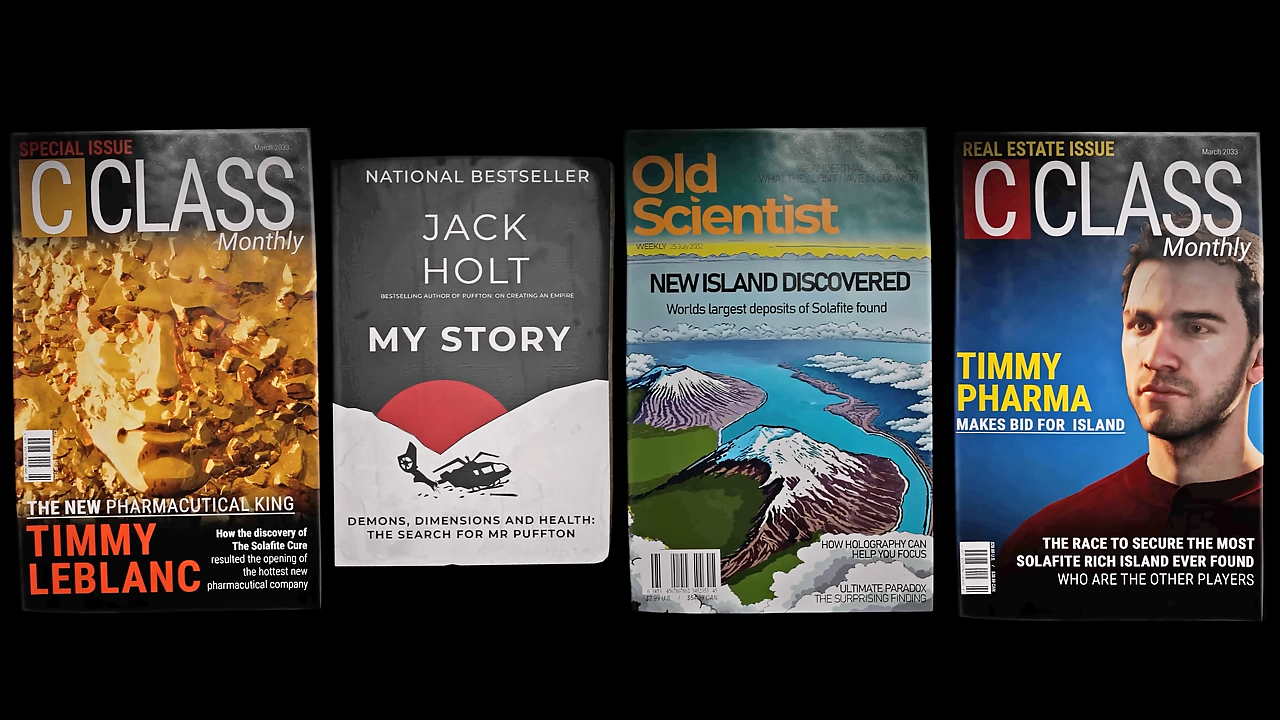 SPECIAL ISSUE
March 2033
C CLASS
Monthly
THE NEW PHARMACUTICAL KING
TIMMY
LEBLANC
How the discovery of
The Solafite Cure
resulted the opening of
the hottest new
pharmacutical company
NATIONAL BESTSELLER
JACK
HOLT
BESTSELLING AUTHOR OF PUFFTON: ON CREATING AN EMPIRE
MY STORY
DEMONS, DIMENSIONS AND HEALTH:
THE SEARCH FOR MR PUFFTON
Old
Scientist
WEEKLY
NEW ISLAND DISCOVERED
Worlds largest deposits of Solafite found
HOW HOLOGRAPHY CAN
HELP YOU FOCUS
ULTIMATE PARADOX
THE SURPRISING FINDING
REAL ESTATE ISSUE
March 2033
C CLASS
Monthly
TIMMY
PHARMA
MAKES BID FOR ISLAND
THE RACE TO SECURE THE MOST
SOLAFITE RICH ISLAND EVER FOUND
WHO ARE THE OTHER PLAYERS